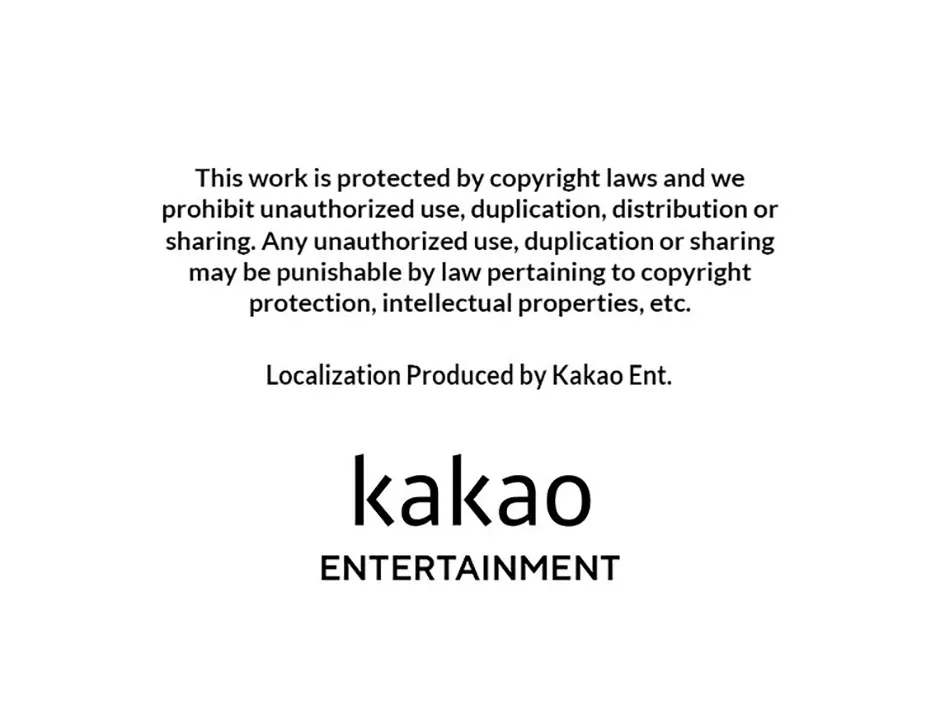 This work is protected by copyright laws and we
prohibit unauthorized use, duplication, distribution or
sharing. Any unauthorized use, duplication or sharing
may be punishable by law pertaining to copyright
protection, intellectual properties, etc.
Localization Produced by Kakao Ent.
kakao
ENTERTAINMENT